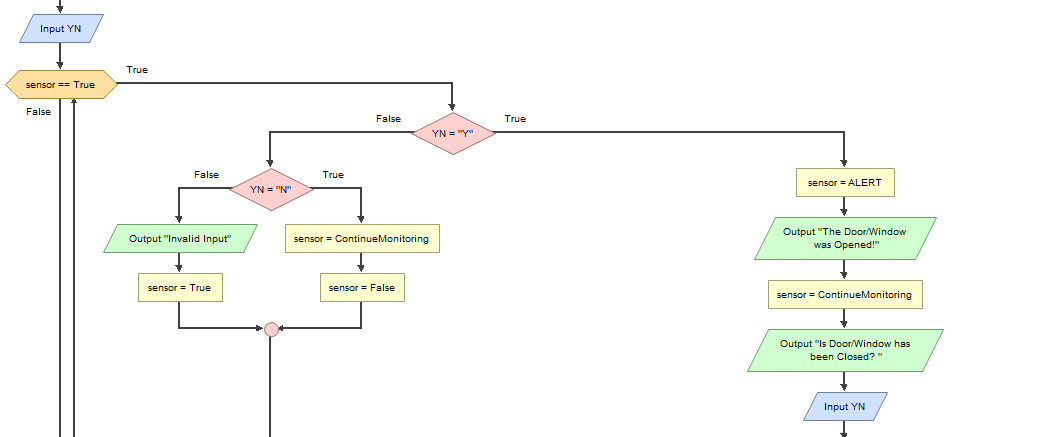 Input YN
True
sensor == True
False
False
True
YN = "Y"
False
True
YN = "N"
sensor = ALERT
Output "Invalid Input"
sensor = ContinueMonitoring
Output "The Door/Window
was Opened!"
sensor = True
sensor = False
sensor = ContinueMonitoring
Output "Is Door/Window has
been Closed? "
Input YN